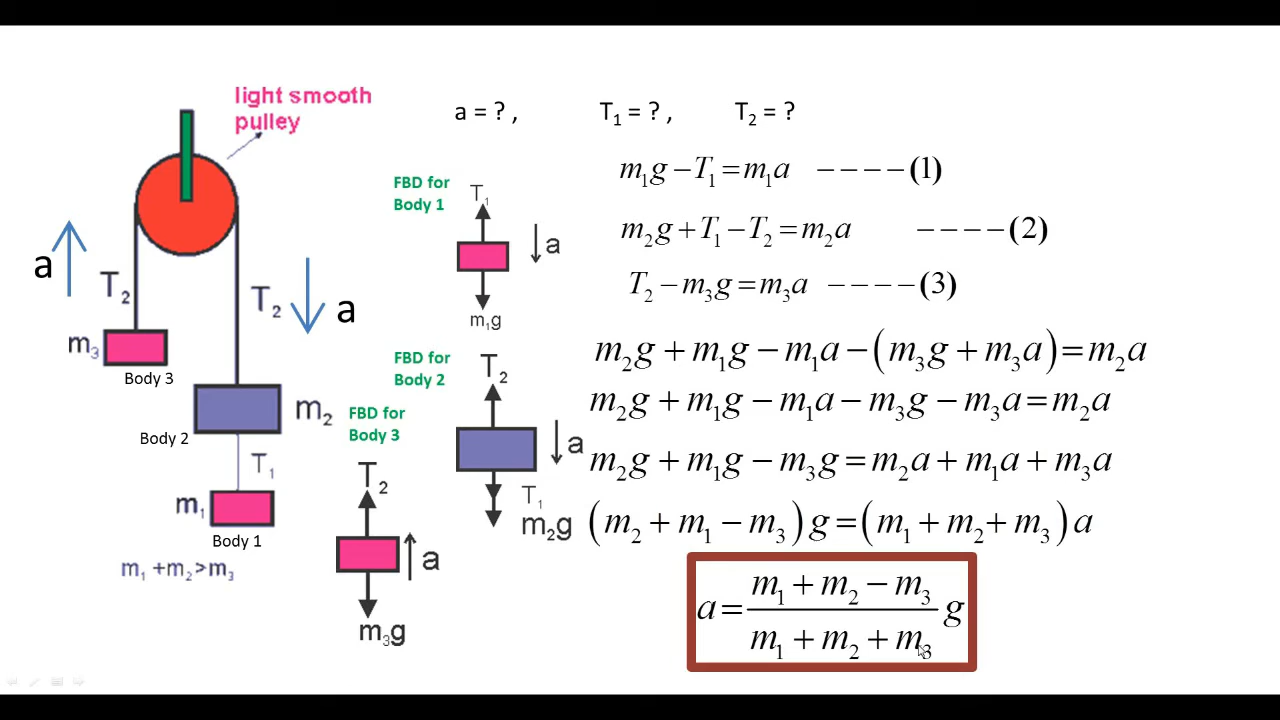 light smooth
pulley
a = ? ,
T₁ = ? ,
T₂ = ?
a
T₂
T₂
a
m₃
Body 3
m₂
Body 2
T₁
m₁
Body 1
m₁ +m₂>m₃
FBD for
Body 1
T₁
a
m₁g
FBD for
Body 2
T₂
a
T₁
m₂g
FBD for
Body 3
T₂
a
m₃g
m₁g − T₁ = m₁a −−−−(1)
m₂g + T₁ − T₂ = m₂a −−−−(2)
T₂ − m₃g = m₃a −−−−(3)
m₂g + m₁g − m₁a − (m₃g + m₃a) = m₂a
m₂g + m₁g − m₁a − m₃g − m₃a = m₂a
m₂g + m₁g − m₃g = m₂a + m₁a + m₃a
(m₂ + m₁ − m₃)g = (m₁ + m₂ + m₃)a
a = (m₁ + m₂ − m₃)/(m₁ + m₂ + m₃) g